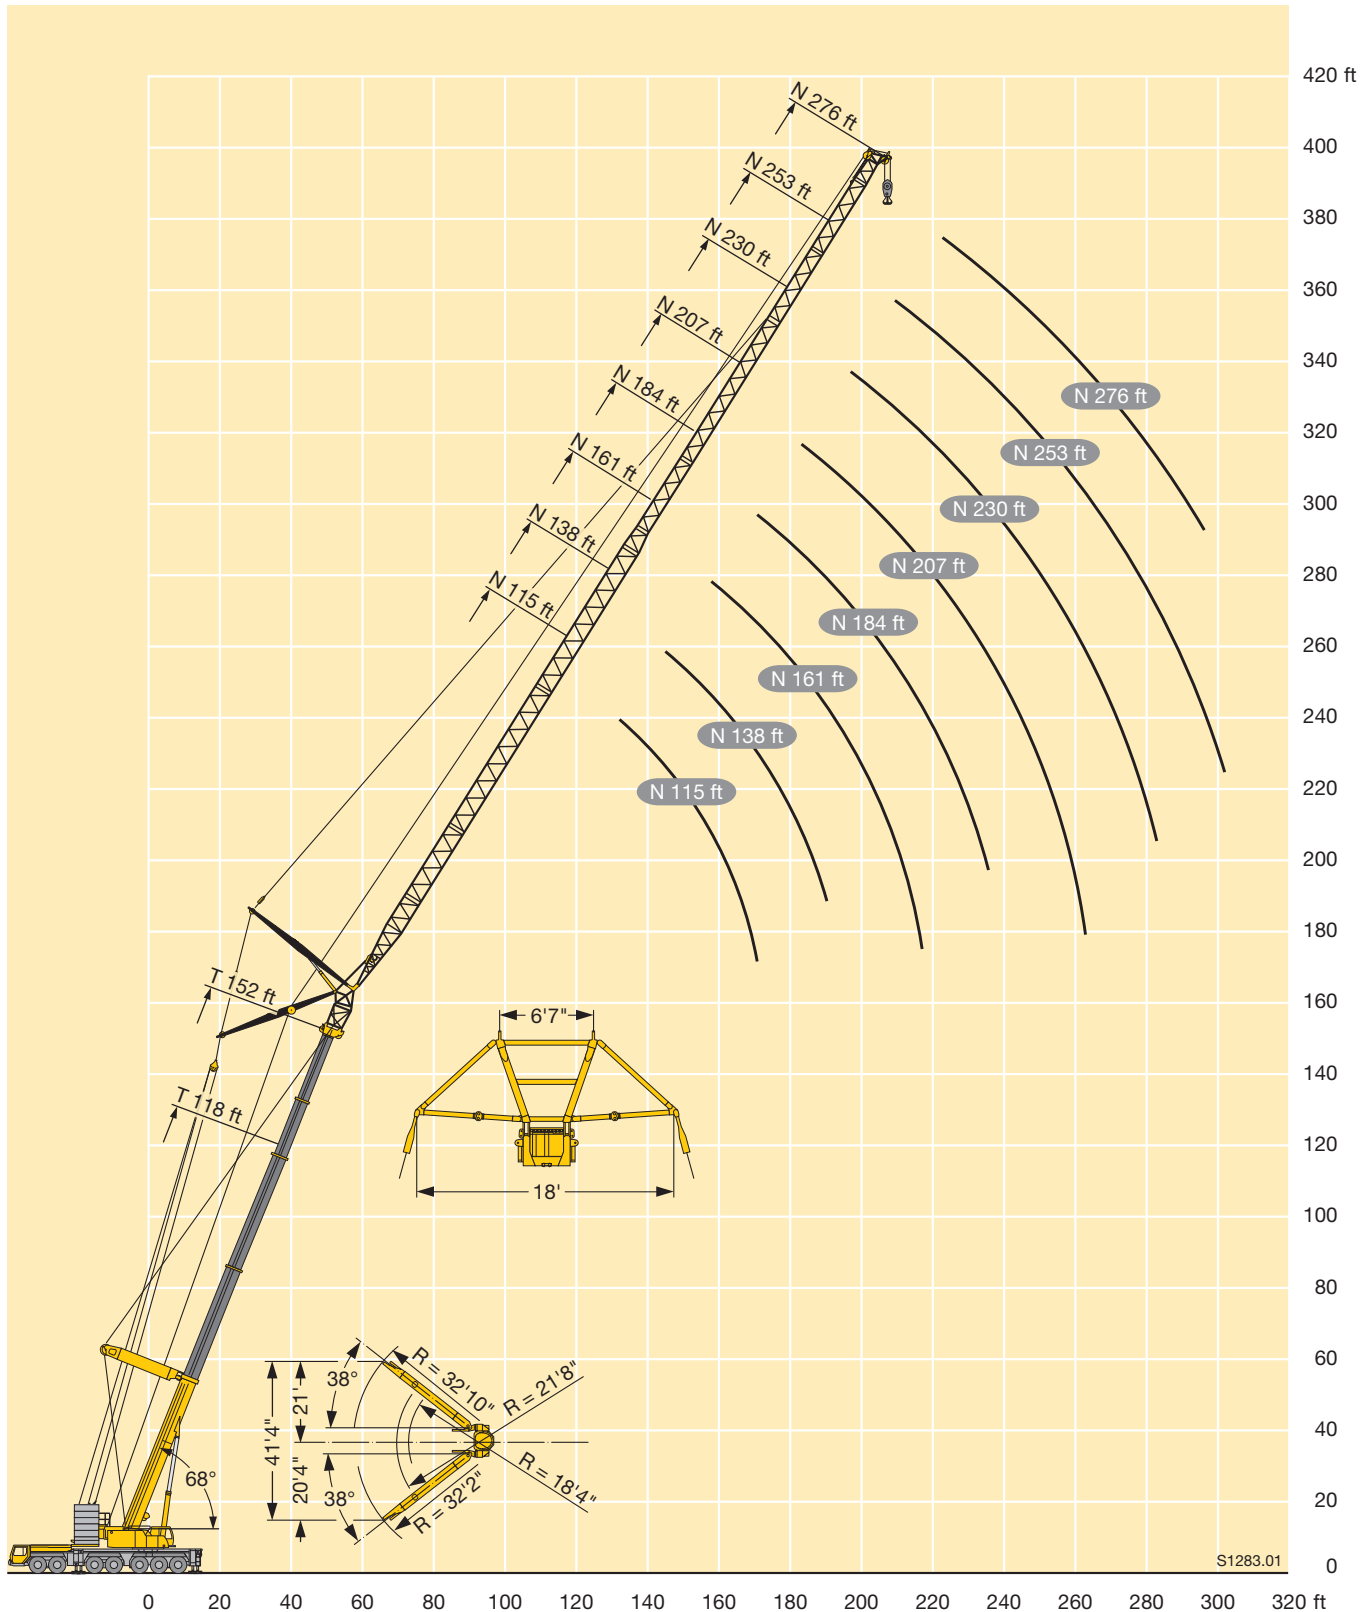 420 ft
400
380
360
340
320
300
280
260
240
220
200
180
160
140
120
100
80
60
40
20
0
N 276 ft
N 253 ft
N 230 ft
N 207 ft
N 184 ft
N 161 ft
N 138 ft
N 115 ft
N 276 ft
N 253 ft
N 230 ft
N 207 ft
N 184 ft
N 161 ft
N 138 ft
N 115 ft
T 152 ft
T 118 ft
6'7"
18'
68°
41'4"
21'
20'4"
38°
38°
R = 32'10"
R = 21'8"
R = 18'4"
R = 32'2"
S1283.01
0 20 40 60 80 100 120 140 160 180 200 220 240 260 280 300 320 ft